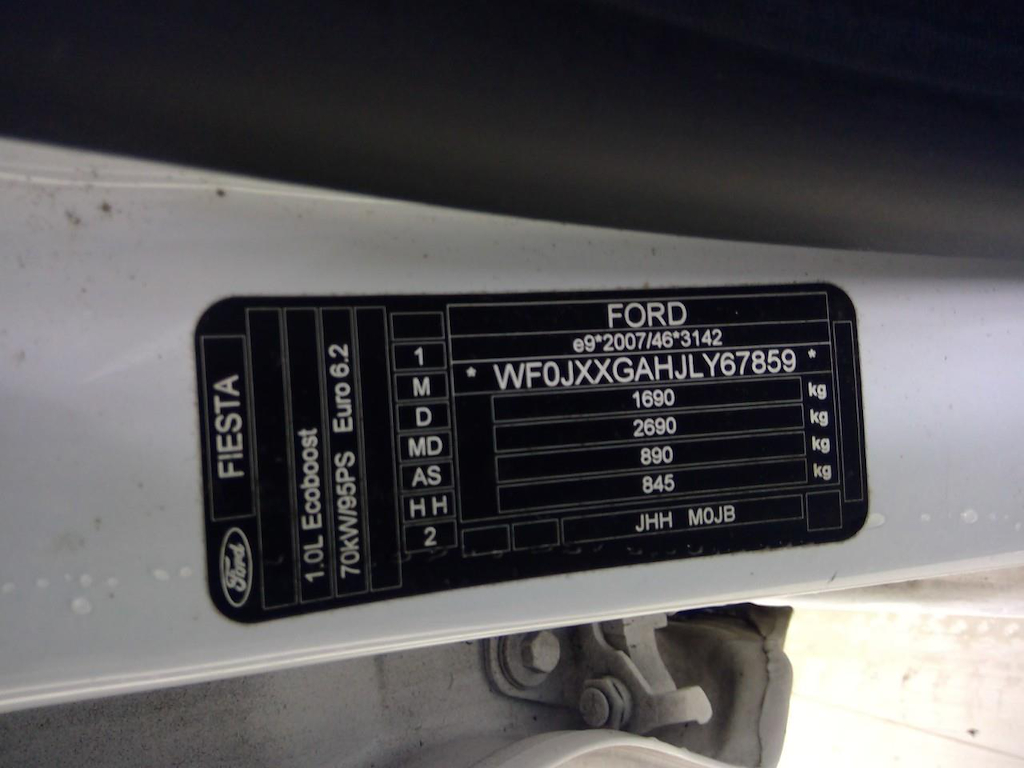 FORD
e9*2007/46*3142
* WF0JXXGAHJLY67859 *
1690 kg
2690 kg
890 kg
845 kg
JHH M0JB
1
M
D
MD
AS
H H
2
Ford
FIESTA
1.0L Ecoboost
70kW/95PS Euro 6.2